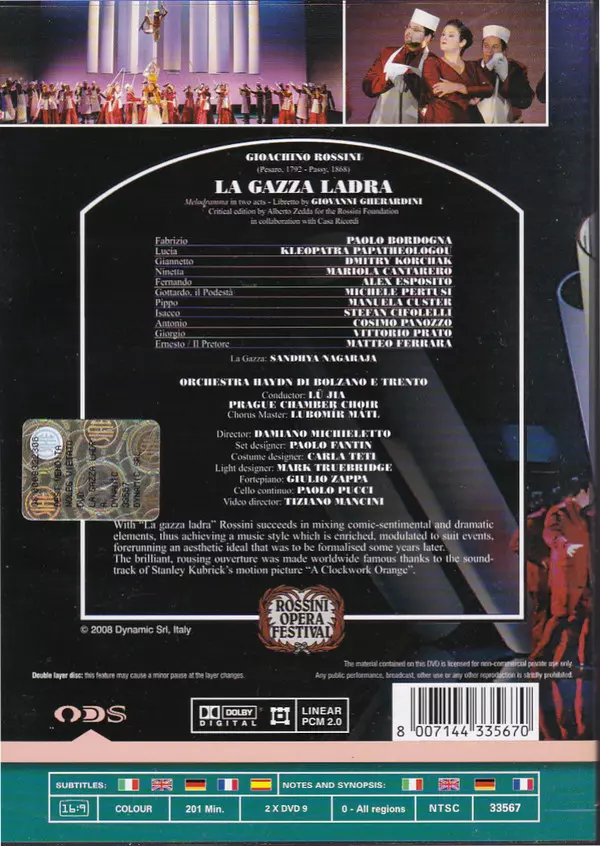 GIOACHINO ROSSINI
(Pesaro, 1792 - Passy, 1868)
LA GAZZA LADRA
Melodramma in two acts - Libretto by GIOVANNI GHERARDINI
Critical edition by Alberto Zedda for the Rossini Foundation
in collaboration with Casa Ricordi
Fabrizio PAOLO BORDOGNA
Lucia KLEOPATRA PAPATHEOLOGOU
Giannetto DMITRY KORCHAK
Ninetta MARIOLA CANTARERO
Fernando ALEX ESPOSITO
Gottardo, il Podestà MICHELE PERTUSI
Pippo MANUELA CUSTER
Isacco STEFAN CIFOLELLI
Antonio COSIMO PANOZZO
Giorgio VITTORIO PRATO
Ernesto / Il Pretore MATTEO FERRARA
La Gazza: SANDHYA NAGARAJA
ORCHESTRA HAYDN DI BOLZANO E TRENTO
Conductor: LÜ JIA
PRAGUE CHAMBER CHOIR
Chorus Master: LUBOMÍR MÁTL
Director: DAMIANO MICHIELETTO
Set designer: PAOLO FANTIN
Costume designer: CARLA TETI
Light designer: MARK TRUEBRIDGE
Fortepiano: GIULIO ZAPPA
Cello continuo: PAOLO PUCCI
Video director: TIZIANO MANCINI
With “La gazza ladra” Rossini succeeds in mixing comic-sentimental and dramatic
elements, thus achieving a music style which is enriched, modulated to suit events,
forerunning an aesthetic ideal that was to be formalised some years later.
The brilliant, rousing ouverture was made worldwide famous thanks to the sound-
track of Stanley Kubrick's motion picture “A Clockwork Orange”.
ROSSINI
OPERA
FESTIVAL
© 2008 Dynamic Srl, Italy
The material contained on this DVD is licensed for non-commercial private use only.
Double layer disc: this feature may cause a minor pause at the layer changes.
Any public performance, broadcast, other use or any other reproduction is strictly prohibited.
ODS
DOLBY
DIGITAL
LINEAR
PCM 2.0
8 007144 335670
SUBTITLES:
NOTES AND SYNOPSIS:
16:9
COLOUR
201 Min.
2 X DVD 9
0 - All regions
NTSC
33567